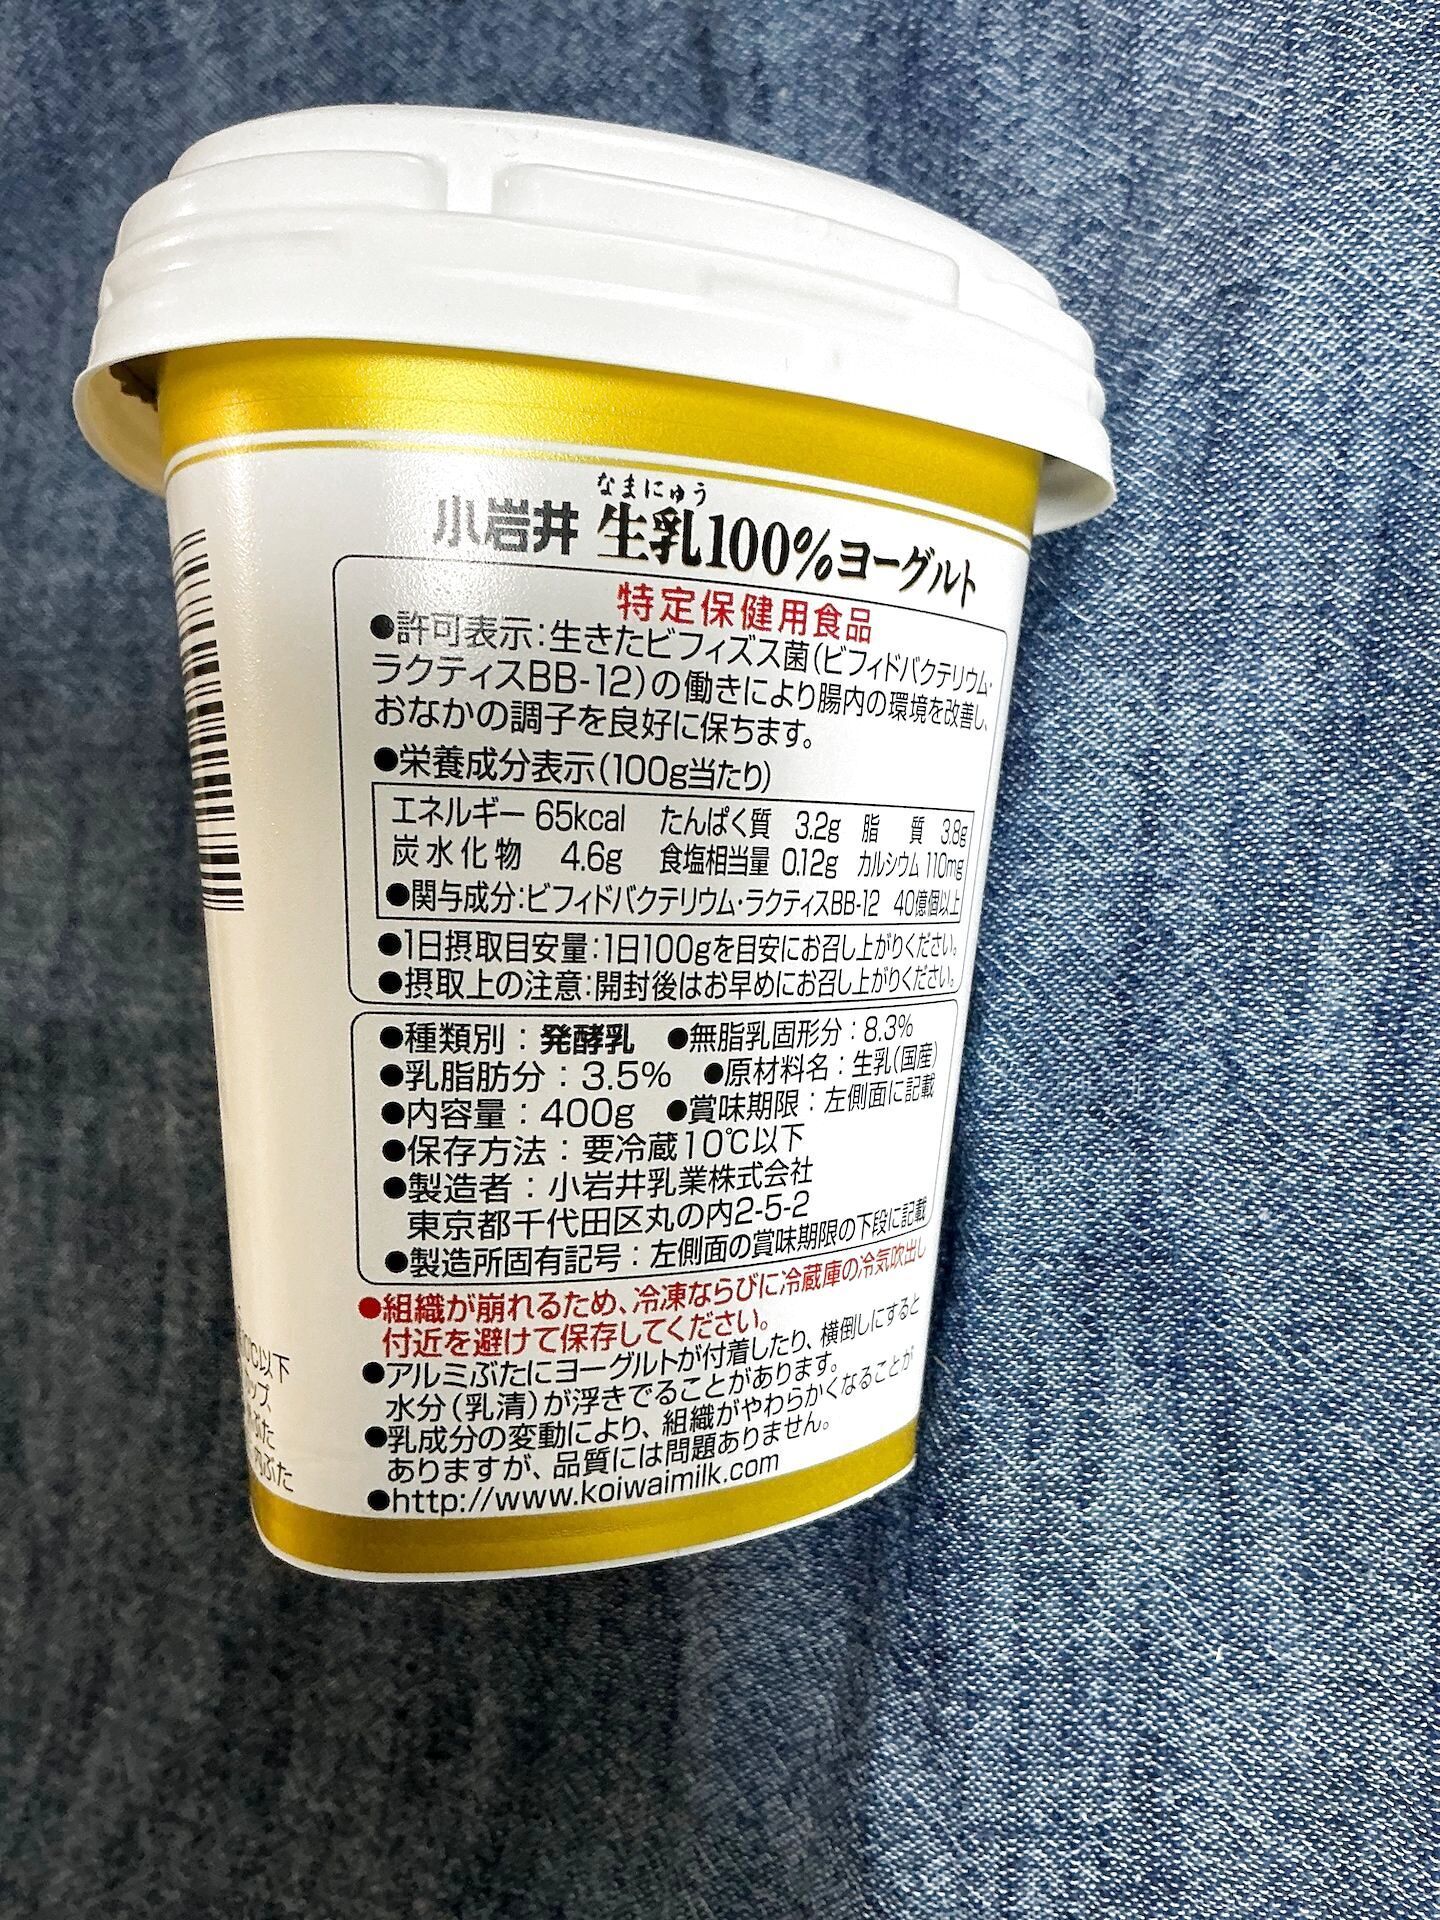 なまにゅう
小岩井 生乳100%ヨーグルト
特定保健用食品
●許可表示:生きたビフィズス菌(ビフィドバクテリウム・
ラクティスBB-12)の働きにより腸内の環境を改善し、
おなかの調子を良好に保ちます。
●栄養成分表示(100g当たり)
エネルギー 65kcal たんぱく質 3.2g 脂 質 3.8g
炭水化物 4.6g 食塩相当量 0.12g カルシウム 110mg
●関与成分:ビフィドバクテリウム・ラクティスBB-12 40億個以上
●1日摂取目安量:1日100gを目安にお召し上がりください。
●摂取上の注意:開封後はお早めにお召し上がりください。
●種類別:発酵乳 ●無脂乳固形分:8.3%
●乳脂肪分:3.5% ●原材料名:生乳(国産)
●内容量:400g ●賞味期限:左側面に記載
●保存方法:要冷蔵10℃以下
●製造者:小岩井乳業株式会社
東京都千代田区丸の内2-5-2
●製造所固有記号:左側面の賞味期限の下段に記載
●組織が崩れるため、冷凍ならびに冷蔵庫の冷気吹出し
付近を避けて保存してください。
●アルミぶたにヨーグルトが付着したり、横倒しにすると
水分(乳清)が浮きでることがあります。
●乳成分の変動により、組織がやわらかくなることが
ありますが、品質には問題ありません。
●http://www.koiwaimilk.com
℃以下
ップ
ぶた
内ぶた